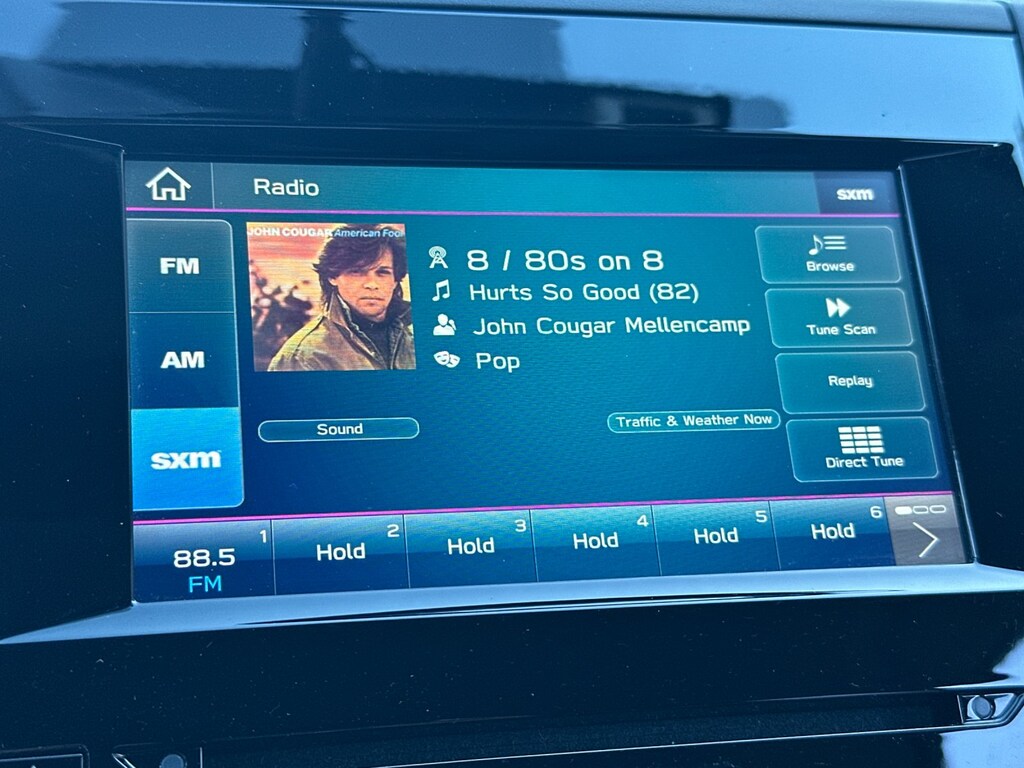 Radio
sxm
FM
AM
sxm
JOHN COUGAR American Fool
8 / 80s on 8
Hurts So Good (82)
John Cougar Mellencamp
Pop
Sound
Traffic & Weather Now
Browse
Tune Scan
Replay
Direct Tune
1
88.5
FM
2
Hold
3
Hold
4
Hold
5
Hold
6
Hold